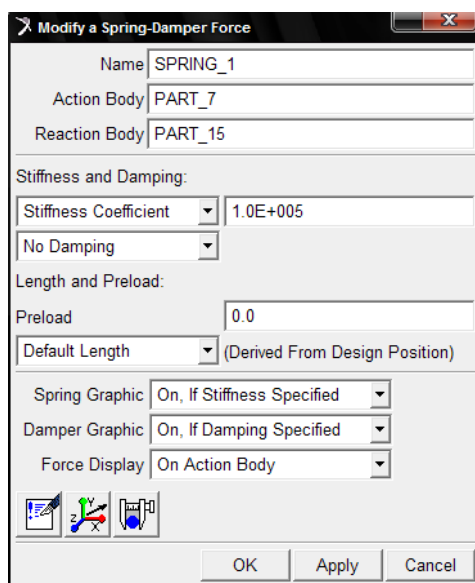 Modify a Spring-Damper Force
Name SPRING_1
Action Body PART_7
Reaction Body PART_15
Stiffness and Damping:
Stiffness Coefficient 1.0E+005
No Damping
Length and Preload:
Preload 0.0
Default Length (Derived From Design Position)
Spring Graphic On, If Stiffness Specified
Damper Graphic On, If Damping Specified
Force Display On Action Body
OK Apply Cancel